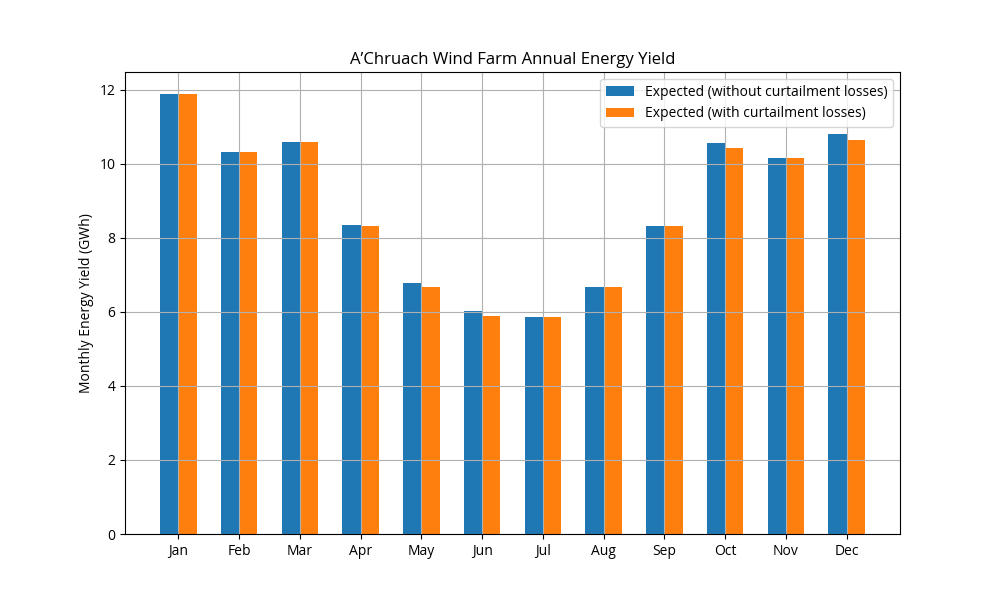 A’Chruach Wind Farm Annual Energy Yield
Expected (without curtailment losses)
Expected (with curtailment losses)
Monthly Energy Yield (GWh)
12
10
8
6
4
2
0
Jan Feb Mar Apr May Jun Jul Aug Sep Oct Nov Dec